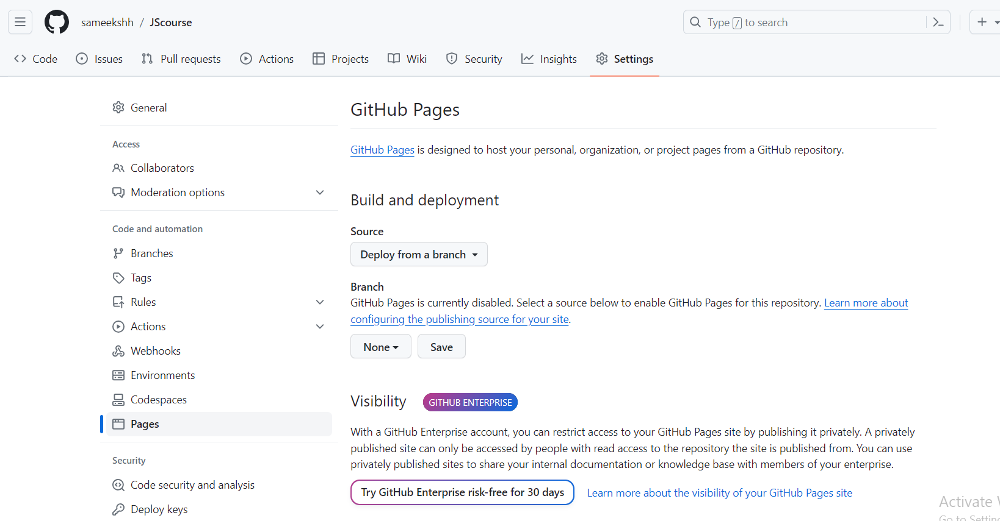 sameekshh / JScourse
Type / to search
Code Issues Pull requests Actions Projects Wiki Security Insights Settings
General
Access
Collaborators
Moderation options
Code and automation
Branches
Tags
Rules
Actions
Webhooks
Environments
Codespaces
Pages
Security
Code security and analysis
Deploy keys
GitHub Pages
GitHub Pages is designed to host your personal, organization, or project pages from a GitHub repository.
Build and deployment
Source
Deploy from a branch
Branch
GitHub Pages is currently disabled. Select a source below to enable GitHub Pages for this repository. Learn more about
configuring the publishing source for your site.
None Save
Visibility GITHUB ENTERPRISE
With a GitHub Enterprise account, you can restrict access to your GitHub Pages site by publishing it privately. A privately
published site can only be accessed by people with read access to the repository the site is published from. You can use
privately published sites to share your internal documentation or knowledge base with members of your enterprise.
Try GitHub Enterprise risk-free for 30 days Learn more about the visibility of your GitHub Pages site
Activate
Go to